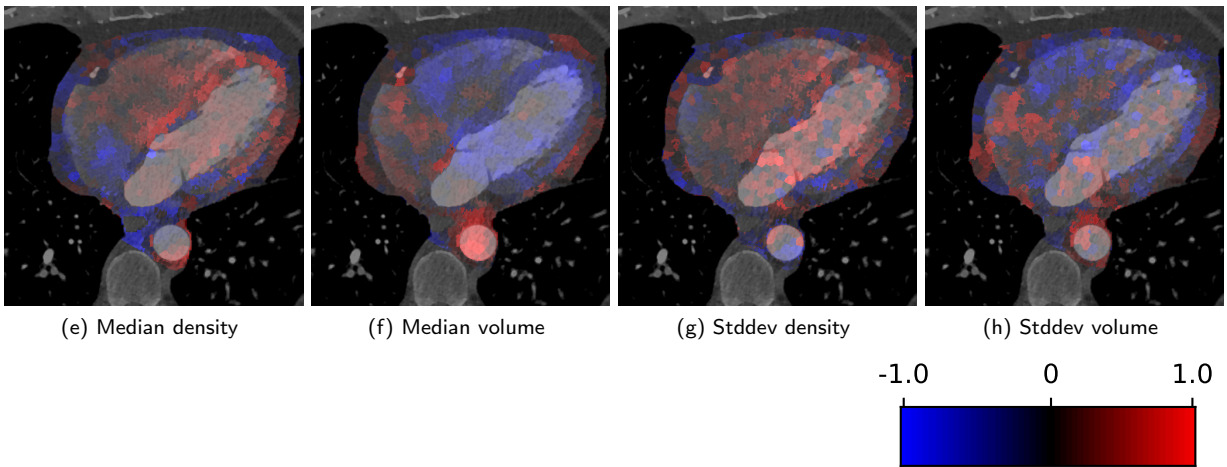 (e) Median density
(f) Median volume
(g) Stddev density
(h) Stddev volume
-1.0 0 1.0